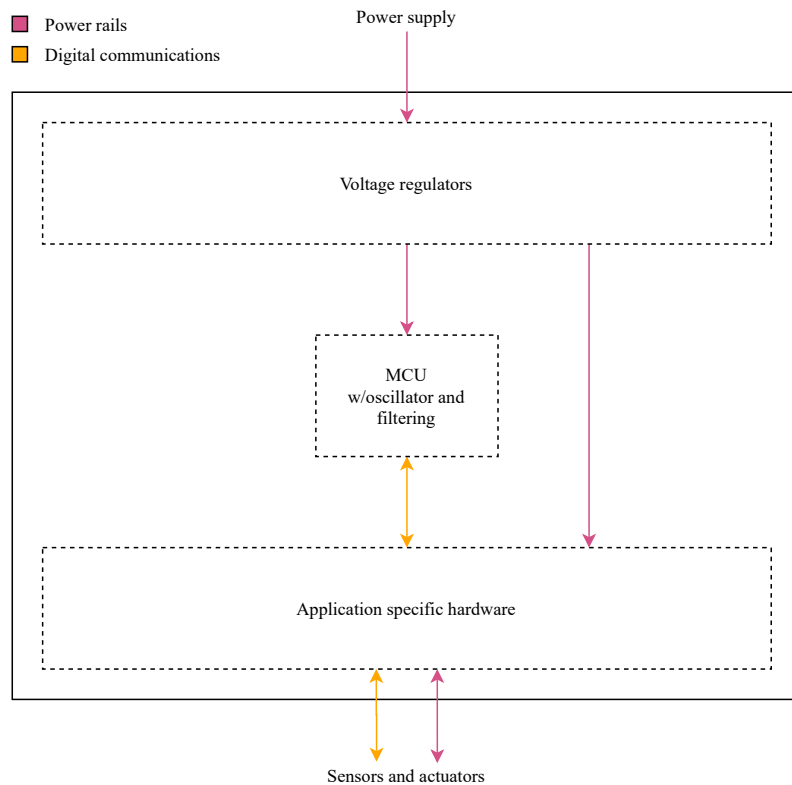 Power supply
Power rails
Digital communications
Voltage regulators
MCU
w/oscillator and
filtering
Application specific hardware
Sensors and actuators